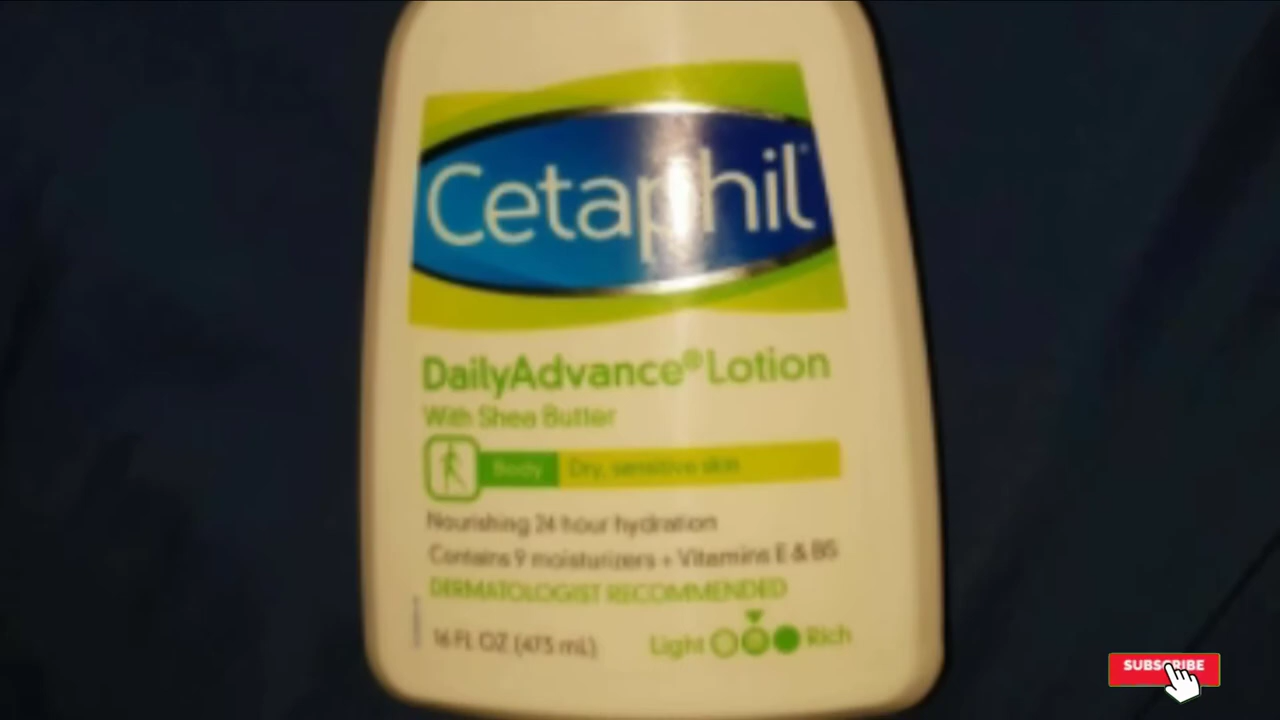 Cetaphil
DailyAdvance® Lotion
With Shea Butter
Body Dry, sensitive skin
Nourishing 24 hour hydration
Contains 9 moisturizers + Vitamins E & B5
DERMATOLOGIST RECOMMENDED
16 FL OZ (473 mL) Light Rich
SUBSCRIBE